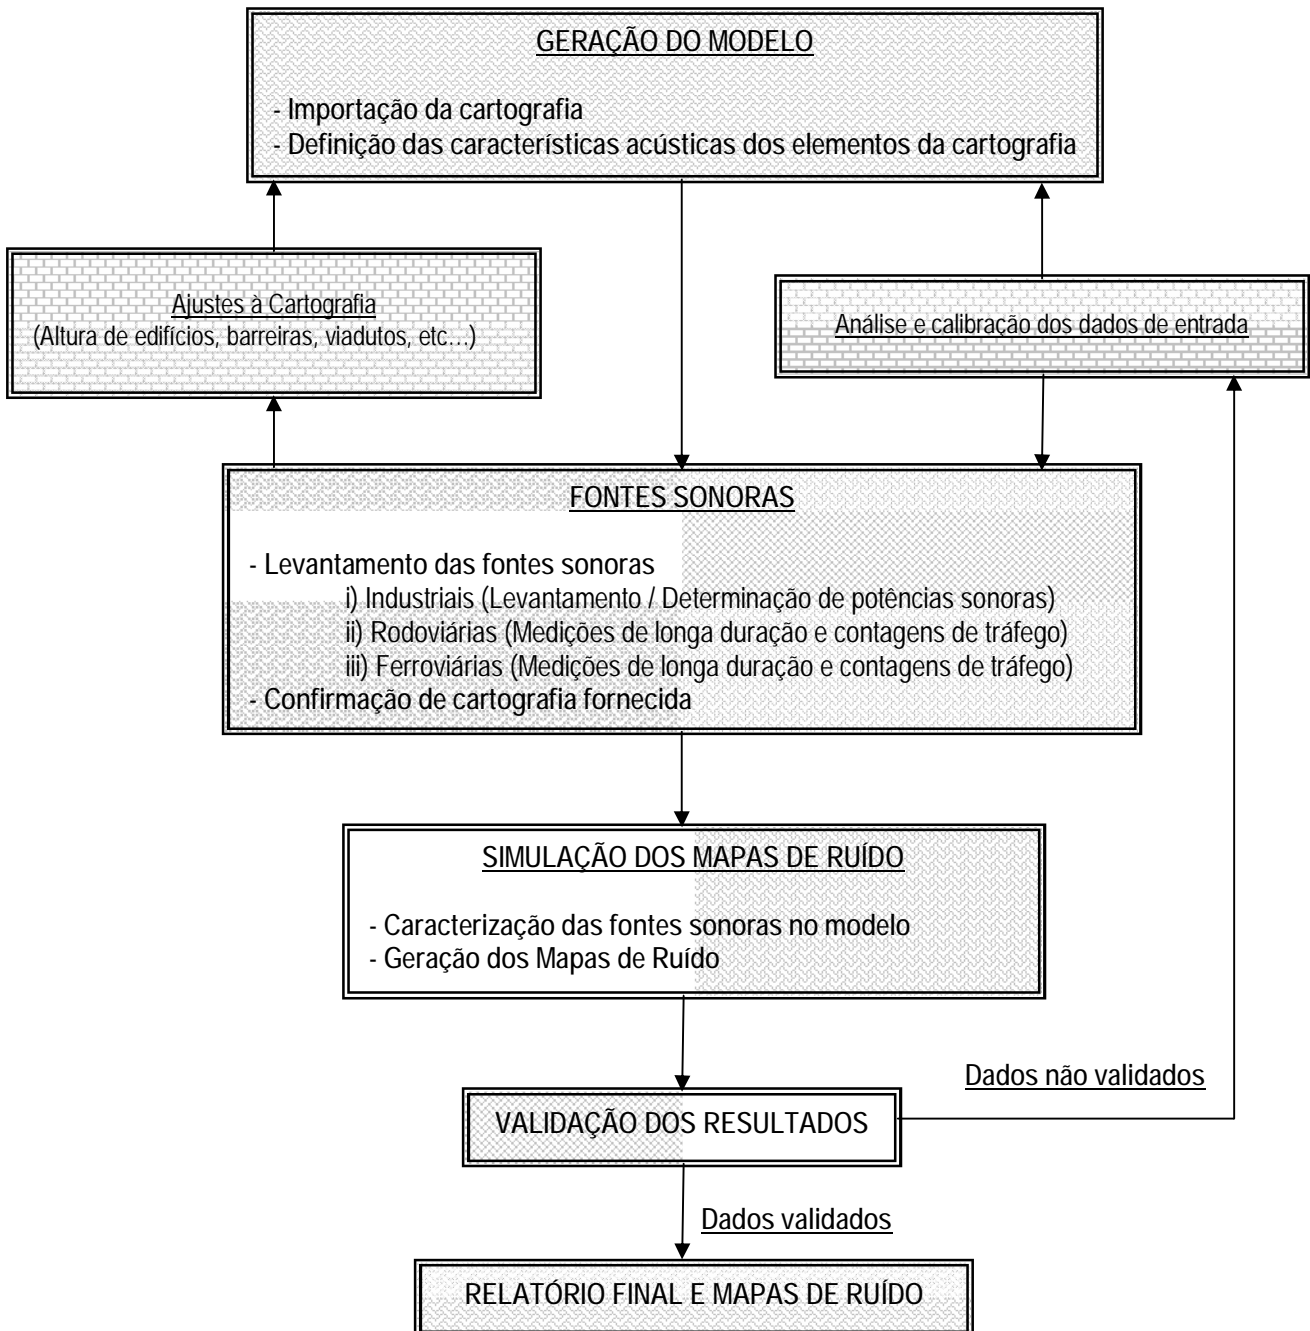 GERAÇÃO DO MODELO
- Importação da cartografia
- Definição das características acústicas dos elementos da cartografia
Ajustes à Cartografia
(Altura de edifícios, barreiras, viadutos, etc…)
Análise e calibração dos dados de entrada
FONTES SONORAS
- Levantamento das fontes sonoras
i) Industriais (Levantamento / Determinação de potências sonoras)
ii) Rodoviárias (Medições de longa duração e contagens de tráfego)
iii) Ferroviárias (Medições de longa duração e contagens de tráfego)
- Confirmação de cartografia fornecida
SIMULAÇÃO DOS MAPAS DE RUÍDO
- Caracterização das fontes sonoras no modelo
- Geração dos Mapas de Ruído
Dados não validados
VALIDAÇÃO DOS RESULTADOS
Dados validados
RELATÓRIO FINAL E MAPAS DE RUÍDO